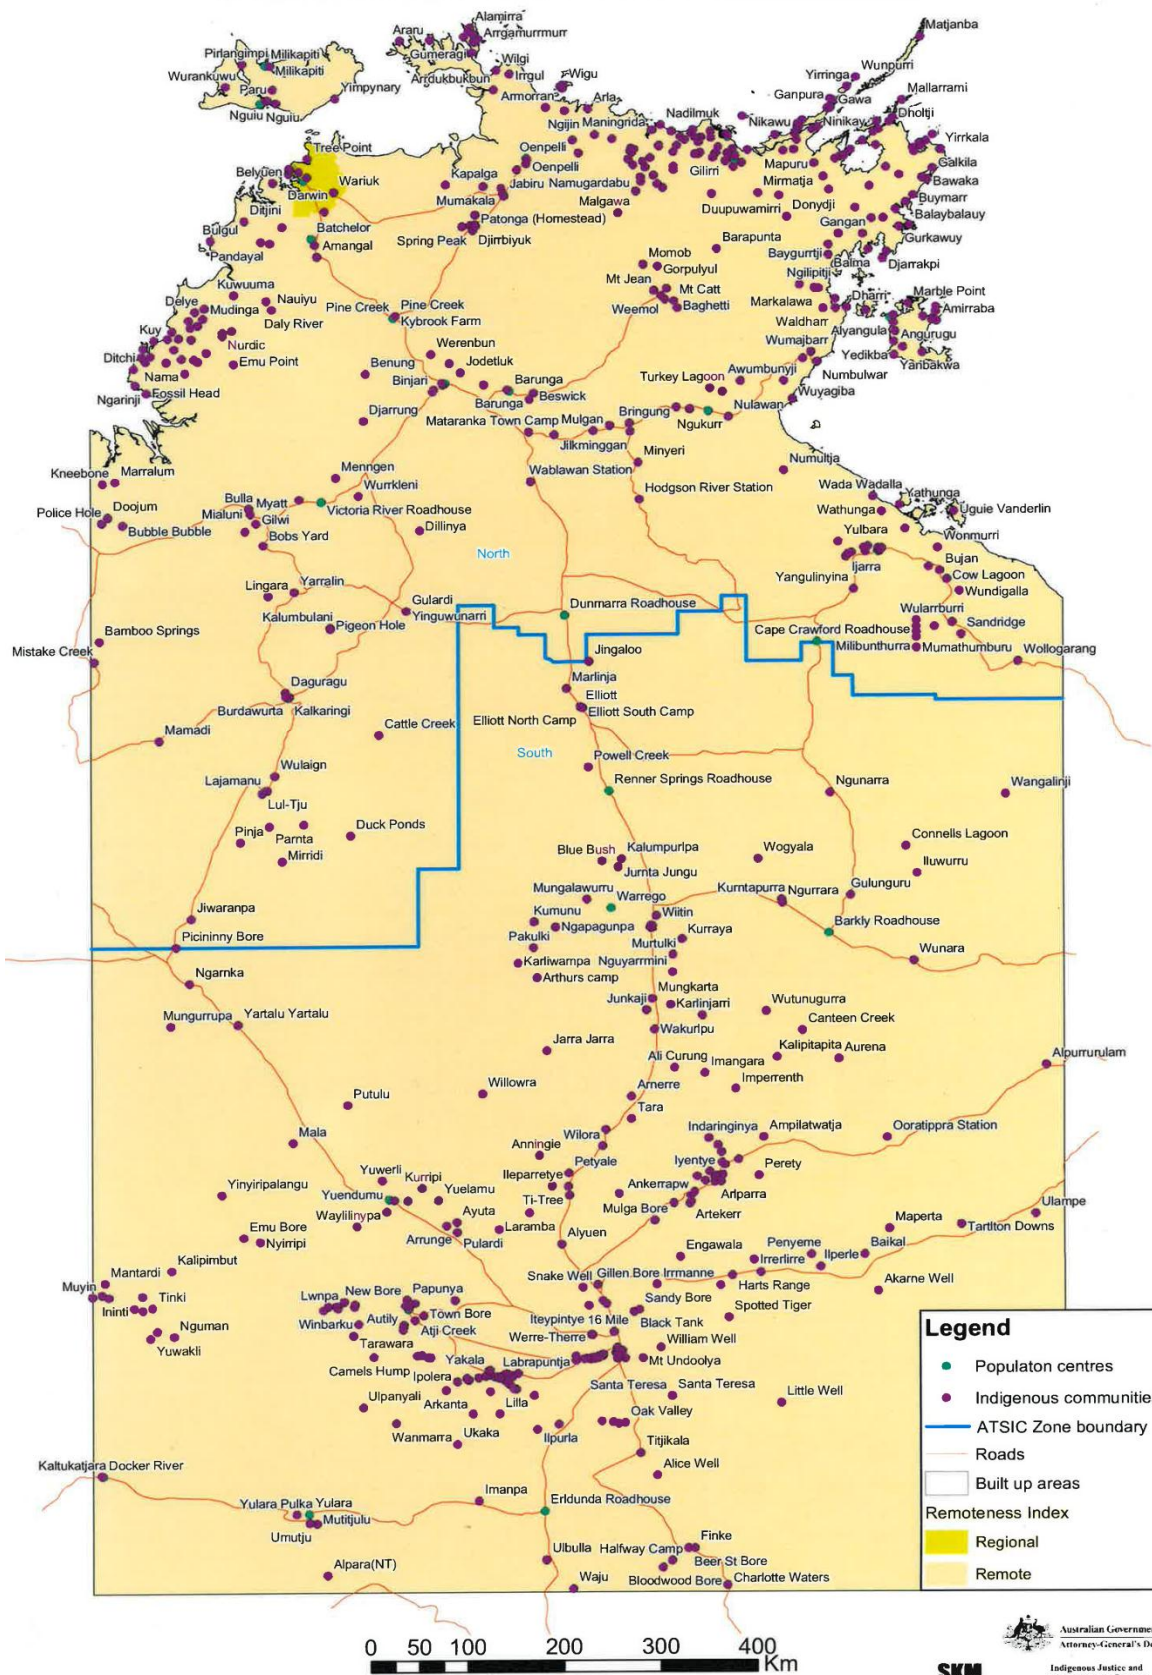 Alamirra
Matjanba
Araru
Arrgamurrmurr
Gumeragi
Pirlangimpi
Milikapiti
Milikapiti
Wilgi
Wunpurri
Arrdukbukbun
Irrgul
Wigu
Yirringa
Wurankuwu
Paru
Yimpynary
Armorran
Arla
Ganpura
Gawa
Mallarrami
Nguiu
Nguiu
Ngijin
Maningrida
Nadilmuk
Nikawu
Ninikay
Dholtji
Tree Point
Oenpelli
Yirrkala
Oenpelli
Gilirri
Mapuru
Galkila
Belyuen
Wariuk
Kapalga
Jabiru
Namugardabu
Mirmatja
Bawaka
Darwin
Mumakala
Malgawa
Duupuwamirri
Donydji
Buymarr
Ditjini
Batchelor
Patonga (Homestead)
Gangan
Balaybalauy
Bulgul
Amangal
Spring Peak
Djirrbiyuk
Barapunta
Gurkawuy
Pandayal
Momob
Baygurrtji
Balma
Djarrakpi
Gorpulyul
Kuwuuma
Mt Jean
Mt Catt
Ngilipitji
Delye
Nauiyu
Weemol
Baghetti
Markalawa
Dharri
Marble Point
Mudinga
Pine Creek
Pine Creek
Amirraba
Daly River
Kybrook Farm
Waldharr
Alyangula
Angurugu
Kuy
Nurdic
Werenbun
Wumajbarr
Yedikba
Yanbakwa
Ditchi
Emu Point
Benung
Jodetluk
Awumbunyji
Numbulwar
Nama
Binjari
Barunga
Turkey Lagoon
Fossil Head
Barunga
Beswick
Wuyagiba
Ngarinji
Djarrung
Mataranka Town Camp
Mulgan
Bringung
Nulawan
Ngukurr
Jilkminggan
Kneebone
Marralum
Menngen
Wablawan Station
Minyeri
Numultja
Wurrkleni
Hodgson River Station
Wada Wadalla
Yathunga
Doojum
Bulla
Myatt
Victoria River Roadhouse
Wathunga
Uguie Vanderlin
Police Hole
Mialuni
Gilwi
Bubble Bubble
Bobs Yard
Dillinya
Yulbara
Wonmurri
North
Ijarra
Bujan
Lingara
Yarralin
Yangulinyina
Cow Lagoon
Wundigalla
Gulardi
Dunmarra Roadhouse
Wularrburri
Kalumbulani
Yinguwunarri
Sandridge
Bamboo Springs
Pigeon Hole
Cape Crawford Roadhouse
Mistake Creek
Jingaloo
Milibunthurra
Mumathumburu
Wollogarang
Daguragu
Marlinja
Burdawurta
Kalkaringi
Elliott
Elliott South Camp
Mamadi
Cattle Creek
Elliott North Camp
South
Powell Creek
Wulaign
Renner Springs Roadhouse
Ngunarra
Wangalinji
Lajamanu
Lul-Tju
Pinja
Parnta
Duck Ponds
Connells Lagoon
Mirridi
Blue Bush
Kalumpurlpa
Wogyala
Iluwurru
Jurnta Jungu
Mungalawurru
Warrego
Kurntapurra
Ngurrara
Gulunguru
Jiwaranpa
Kumunu
Wiitin
Barkly Roadhouse
Ngapagunpa
Picininny Bore
Pakulki
Murtulki
Kurraya
Wunara
Karliwampa
Nguyarrmini
Ngarnka
Arthurs camp
Mungkarta
Junkaji
Karlinjarri
Wutunugurra
Mungurrupa
Yartalu Yartalu
Wakurlpu
Canteen Creek
Jarra Jarra
Ali Curung
Kalipitapita
Aurena
Alpurrurulam
Imangara
Willowra
Imperrenth
Putulu
Arnerre
Tara
Mala
Wilora
Indaringinya
Ampilatwatja
Ooratippra Station
Anningie
Petyale
Iyentye
Yuwerli
Kurripi
Ileparretye
Perety
Yinyiripalangu
Yuendumu
Yuelamu
Ti-Tree
Ankerrapw
Arlparra
Ulampe
Waylilinypa
Ayuta
Laramba
Mulga Bore
Artekerr
Maperta
Emu Bore
Arrunge
Pulardi
Alyuen
Tartlton Downs
Nyirripi
Engawala
Penyeme
Baikal
Kalipimbut
Irrerlirre
Ilperle
Mantardi
Snake Well
Gillen Bore
Irrmanne
Harts Range
Akarne Well
Muyin
Tinki
Lwnpa
New Bore
Papunya
Sandy Bore
Spotted Tiger
Ininti
Town Bore
Winbarku
Autily
Iteypintye
16 Mile
Black Tank
Nguman
Atji Creek
Werre-Therre
William Well
Yuwakli
Tarawara
Yakala
Labrapuntja
Mt Undoolya
Camels Hump
Ipolera
Ulpanyali
Santa Teresa
Santa Teresa
Little Well
Arkanta
Lilla
Oak Valley
Wanmarra
Ukaka
Ilpurla
Titjikala
Kaltukatjara Docker River
Alice Well
Imanpa
Yulara Pulka
Yulara
Erldunda Roadhouse
Mutitjulu
Umutju
Finke
Ulbulla
Halfway Camp
Alpara(NT)
Beer St Bore
Waju
Bloodwood Bore
Charlotte Waters
Legend
Populaton centres
Indigenous communitie
ATSIC Zone boundary
Roads
Built up areas
Remoteness Index
Regional
Remote
0 50 100 200 300 400
Km
Australian Governme
Attorney-General's De
SKM
Indigenous Justice and